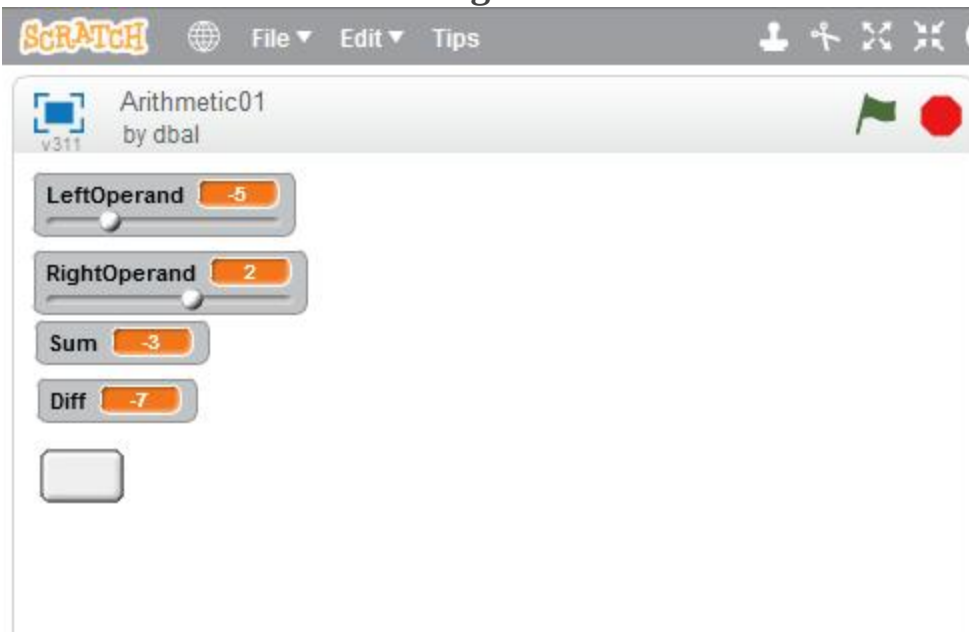 SCRATCH File Edit Tips
Arithmetic01
v311 by dbal
LeftOperand -5
RightOperand 2
Sum -3
Diff -7